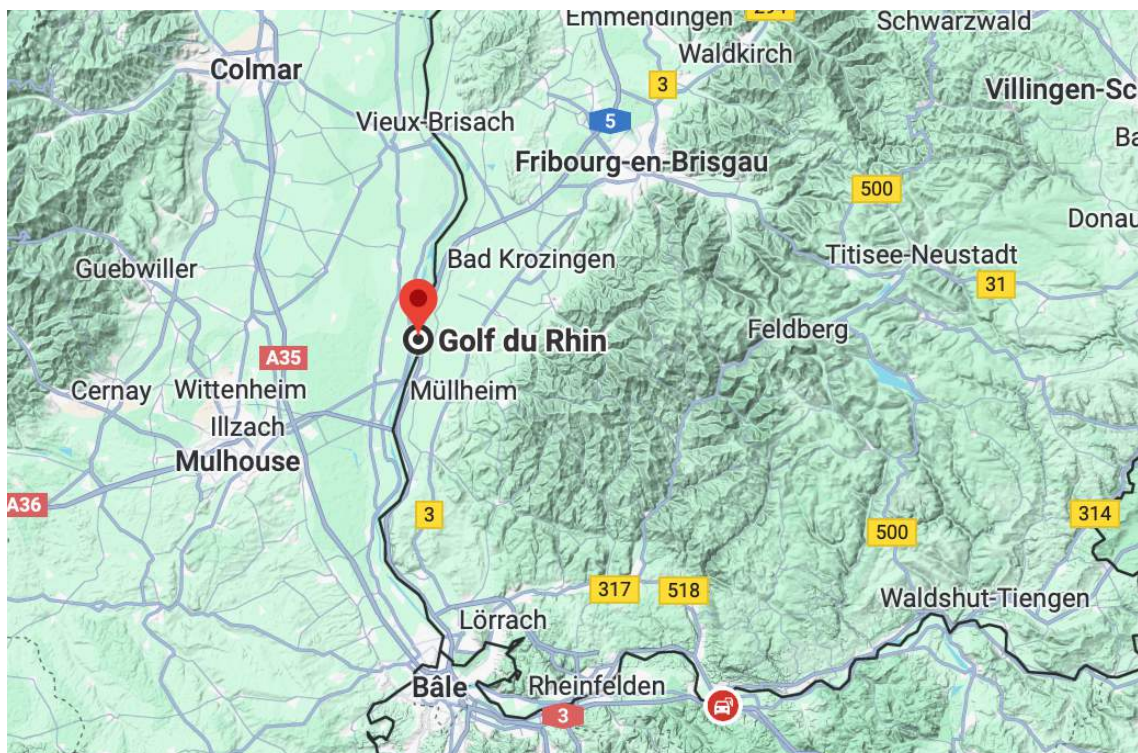 Emmendingen
294
Schwarzwald
Colmar
Waldkirch
3
Villingen-Sc
Vieux-Brisach
5
Ba
Fribourg-en-Brisgau
500
Donau
Guebwiller
Bad Krozingen
Titisee-Neustadt
31
Golf du Rhin
Feldberg
A35
Cernay
Wittenheim
Müllheim
Illzach
Mulhouse
A36
3
314
500
317
518
Waldshut-Tiengen
Lörrach
Bâle
Rheinfelden
3